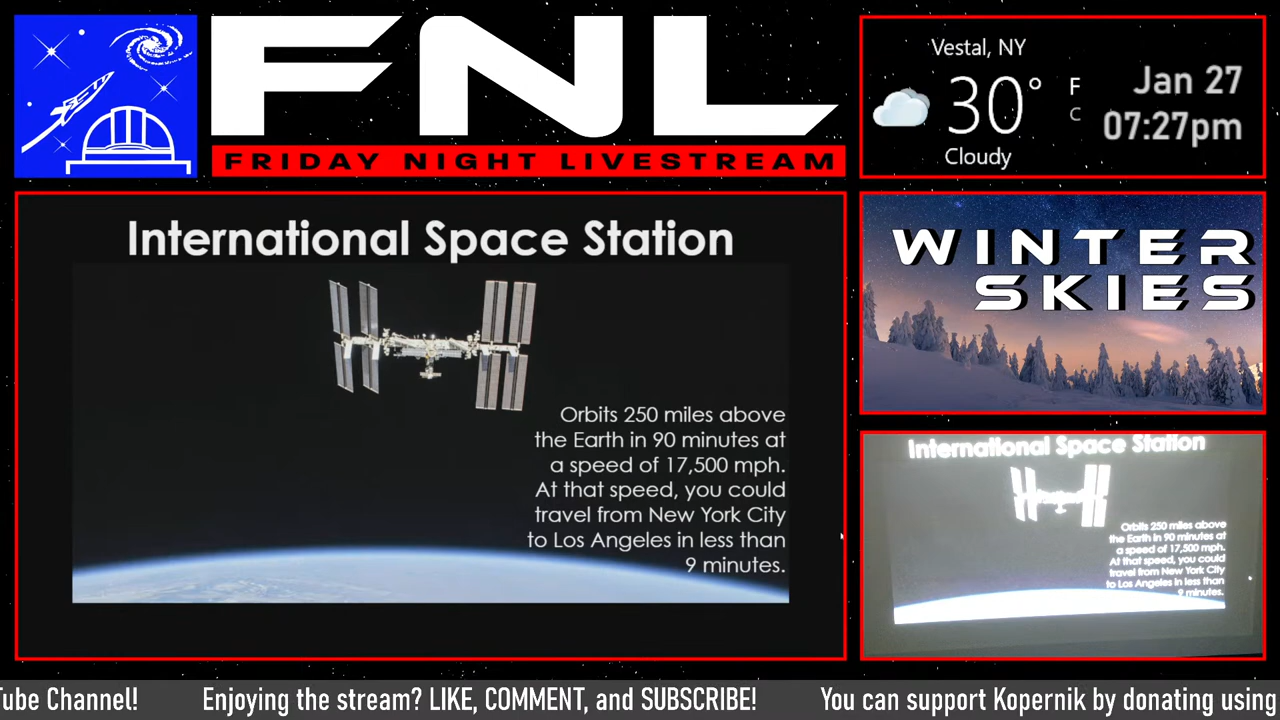 FNL
FRIDAY NIGHT LIVESTREAM
Vestal, NY
30° F
C
Cloudy
Jan 27
07:27pm
International Space Station
Orbits 250 miles above
the Earth in 90 minutes at
a speed of 17,500 mph.
At that speed, you could
travel from New York City
to Los Angeles in less than
9 minutes.
WINTER
SKIES
International Space Station
Orbits 250 miles above
the Earth in 90 minutes at
a speed of 17,500 mph.
At that speed, you could
travel from New York City
to Los Angeles in less than
9 minutes.
Tube Channel! Enjoying the stream? LIKE, COMMENT, and SUBSCRIBE! You can support Kopernik by donating using